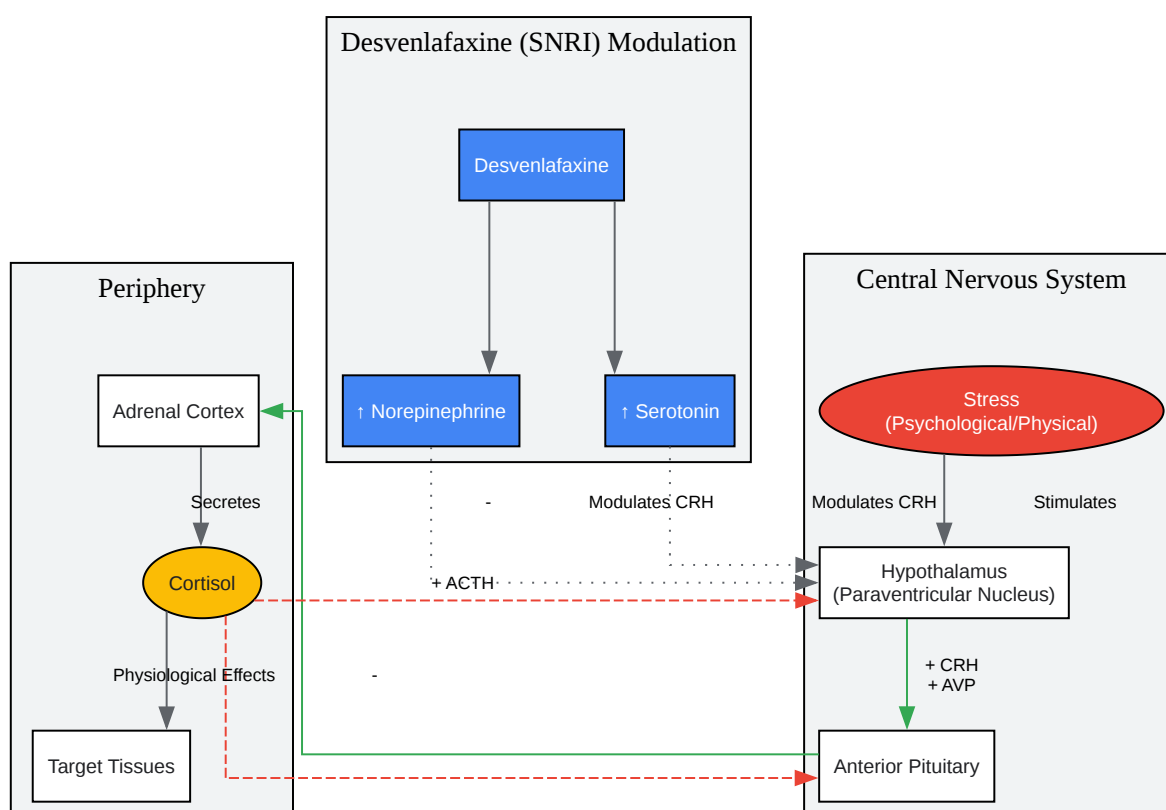 Desvenlafaxine (SNRI) Modulation
Desvenlafaxine
Periphery
Central Nervous System
Adrenal Cortex
↑ Norepinephrine
↑ Serotonin
Stress
(Psychological/Physical)
Secretes
-
Modulates CRH
Modulates CRH
Stimulates
Cortisol
+ ACTH
Hypothalamus
(Paraventricular Nucleus)
Physiological Effects
-
+ CRH
+ AVP
Target Tissues
Anterior Pituitary